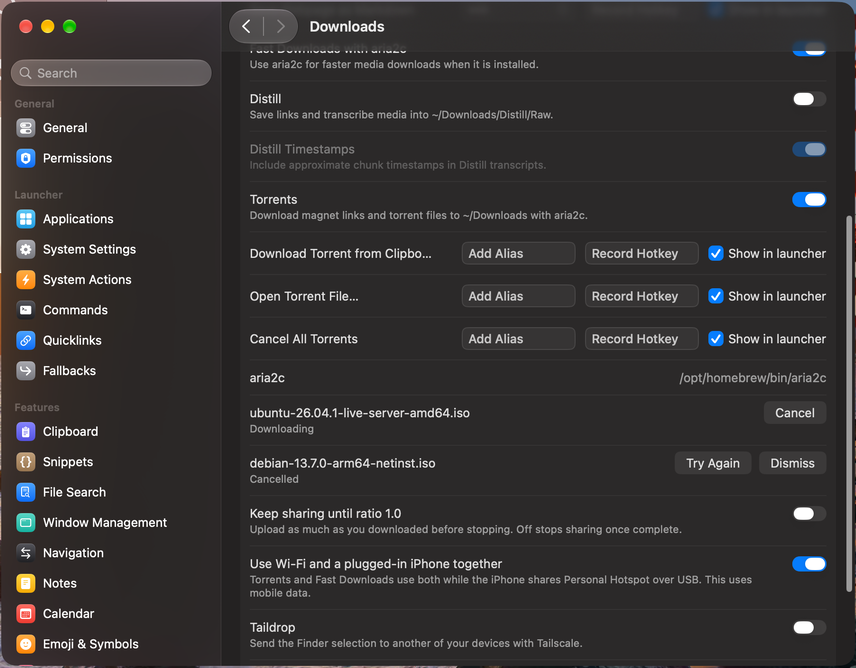 Downloads
Search
General
General
Permissions
Launcher
Applications
System Settings
System Actions
Commands
Quicklinks
Fallbacks
Features
Clipboard
Snippets
File Search
Window Management
Navigation
Notes
Calendar
Emoji & Symbols
Fast Downloads with aria2c
Use aria2c for faster media downloads when it is installed.
Distill
Save links and transcribe media into ~/Downloads/Distill/Raw.
Distill Timestamps
Include approximate chunk timestamps in Distill transcripts.
Torrents
Download magnet links and torrent files to ~/Downloads with aria2c.
Download Torrent from Clipbo... Add Alias Record Hotkey Show in launcher
Open Torrent File... Add Alias Record Hotkey Show in launcher
Cancel All Torrents Add Alias Record Hotkey Show in launcher
aria2c /opt/homebrew/bin/aria2c
ubuntu-26.04.1-live-server-amd64.iso Cancel
Downloading
debian-13.7.0-arm64-netinst.iso Try Again Dismiss
Cancelled
Keep sharing until ratio 1.0
Upload as much as you downloaded before stopping. Off stops sharing once complete.
Use Wi-Fi and a plugged-in iPhone together
Torrents and Fast Downloads use both while the iPhone shares Personal Hotspot over USB. This uses
mobile data.
Taildrop
Send the Finder selection to another of your devices with Tailscale.